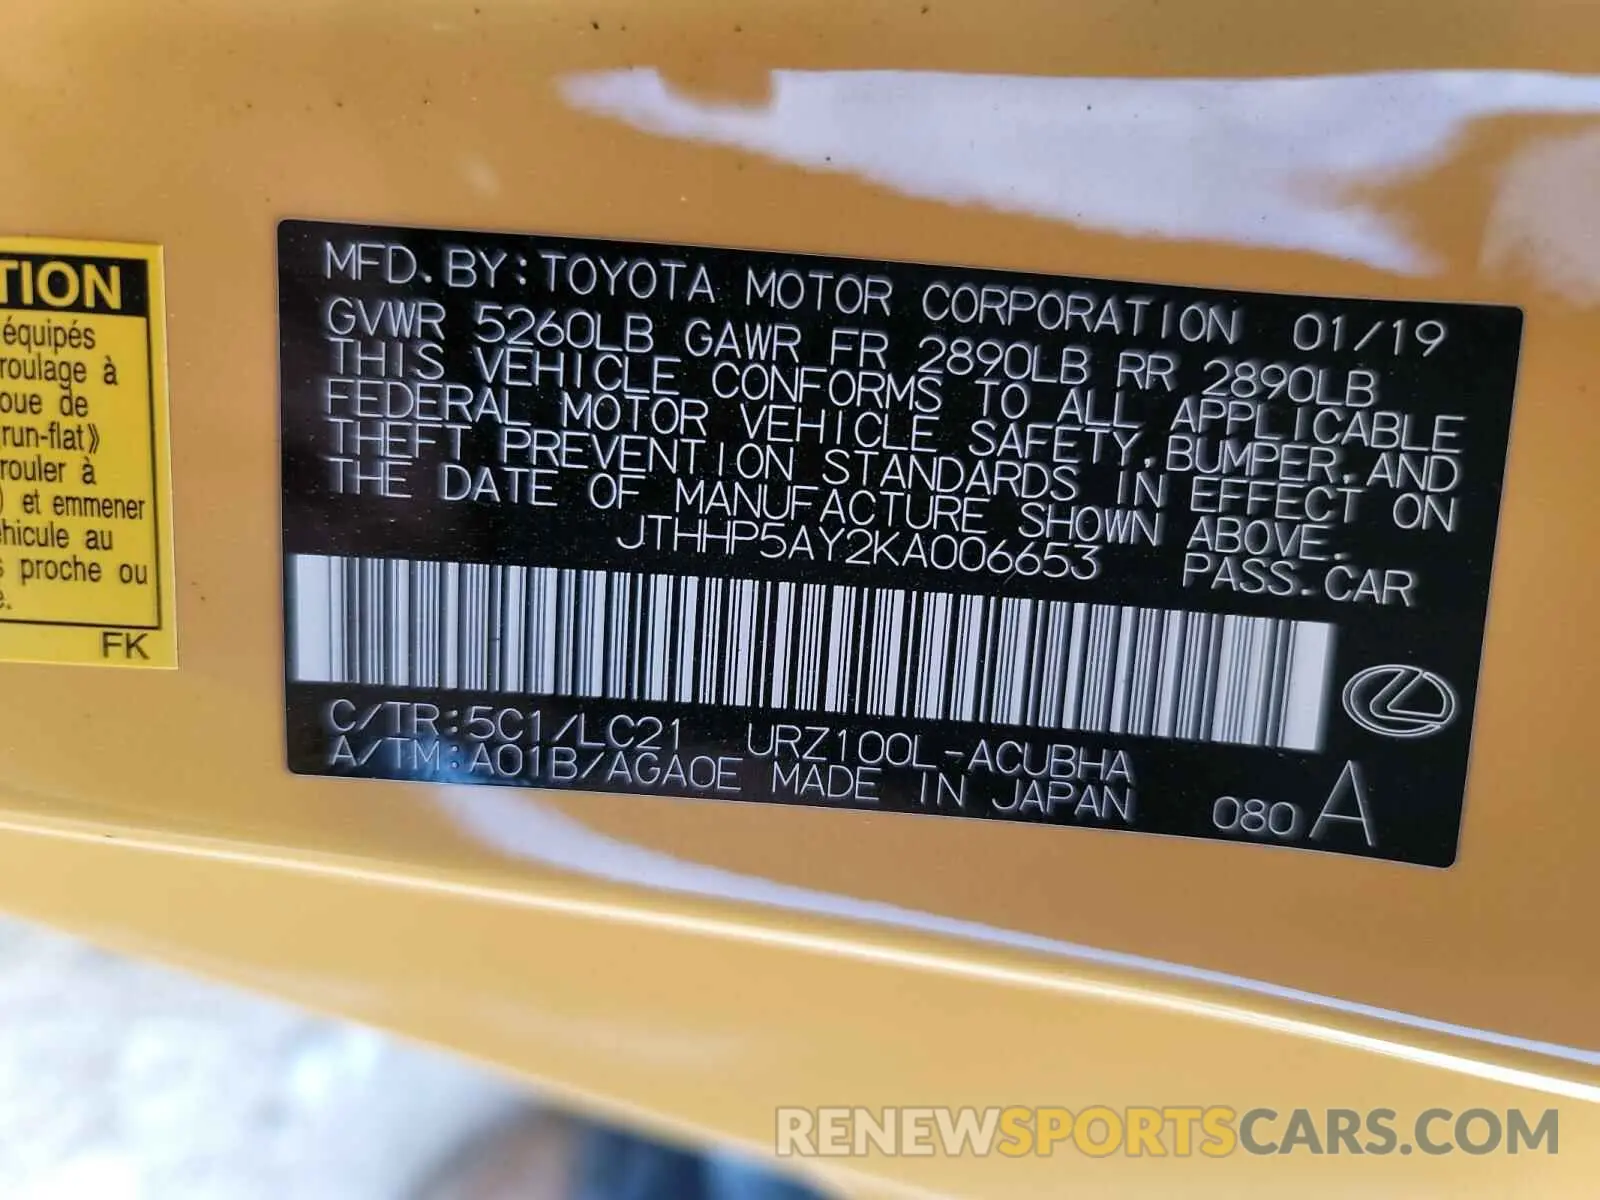 TION
équipés
roulage à
oue de
run-flat》
rouler à
) et emmener
hicule au
s proche ou
e.
FK
MFD. BY: TOYOTA MOTOR CORPORATION 01/19
GVWR 5260LB GAWR FR 2890LB RR 2890LB
THIS VEHICLE CONFORMS TO ALL APPLICABLE
FEDERAL MOTOR VEHICLE SAFETY, BUMPER, AND
THEFT PREVENTION STANDARDS IN EFFECT ON
THE DATE OF MANUFACTURE SHOWN ABOVE.
JTHHP5AY2KA006653 PASS. CAR
C/TR: 5C1/LC21 URZ100L-ACUBHA
A/TM: A01B/AGA0E MADE IN JAPAN 080 A
RENEWSPORTSCARS.COM